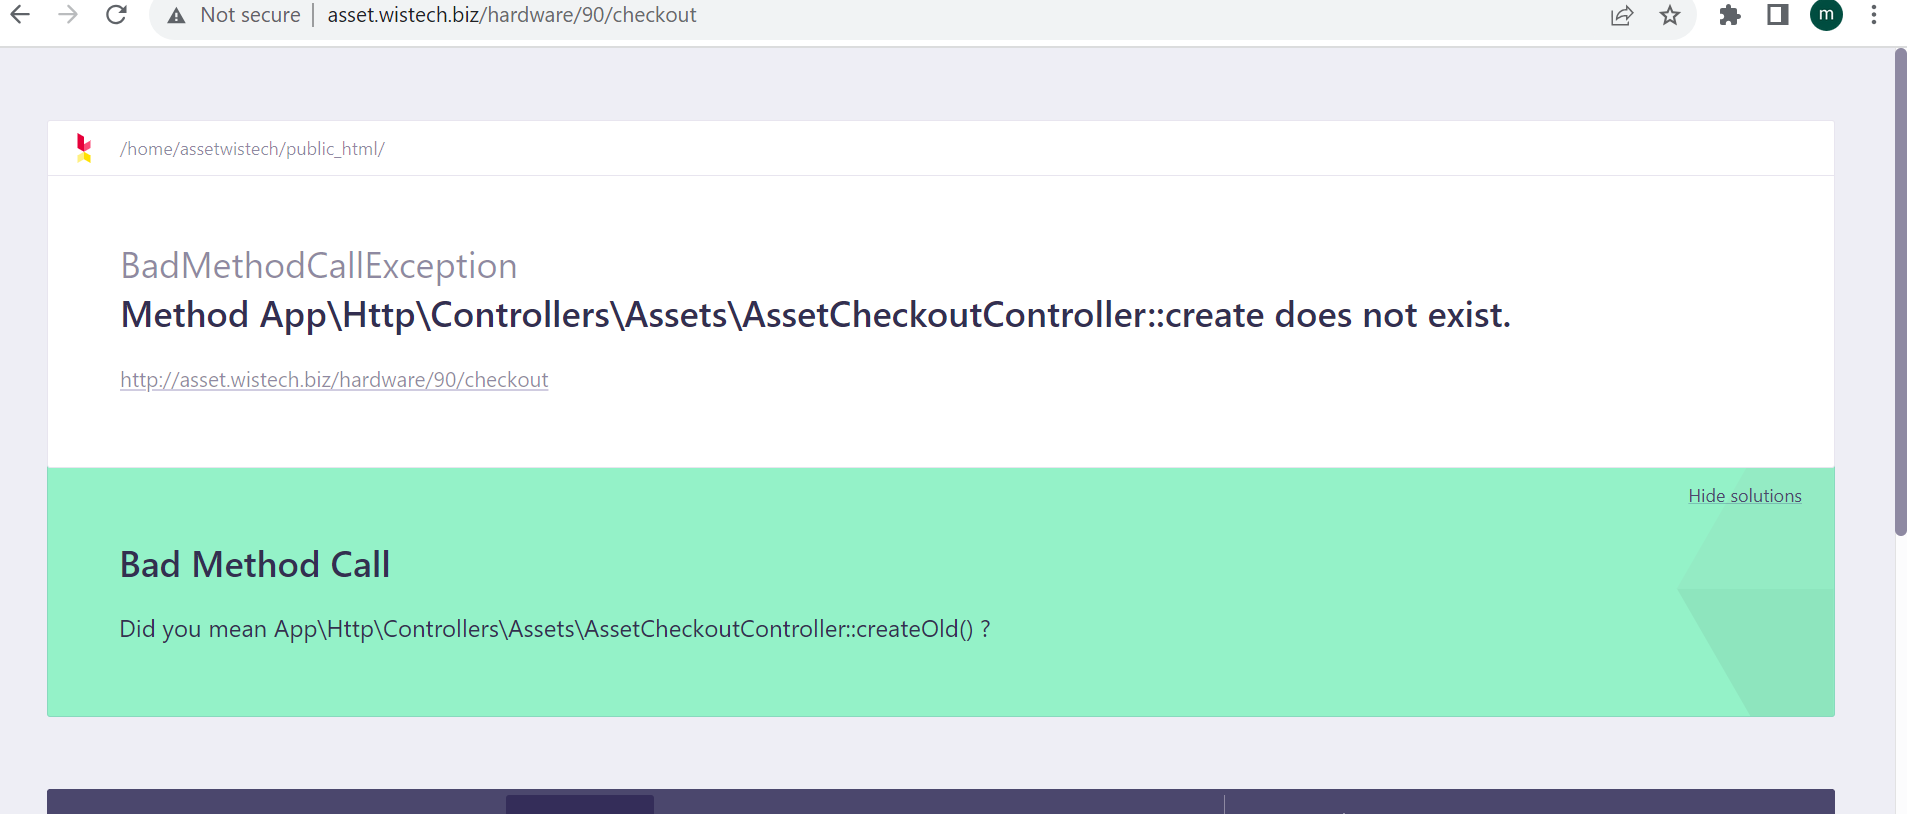 Not secure | asset.wistech.biz/hardware/90/checkout
m
/home/assetwistech/public_html/
BadMethodCallException
Method App\Http\Controllers\Assets\AssetCheckoutController::create does not exist.
http://asset.wistech.biz/hardware/90/checkout
Hide solutions
Bad Method Call
Did you mean App\Http\Controllers\Assets\AssetCheckoutController::createOld() ?